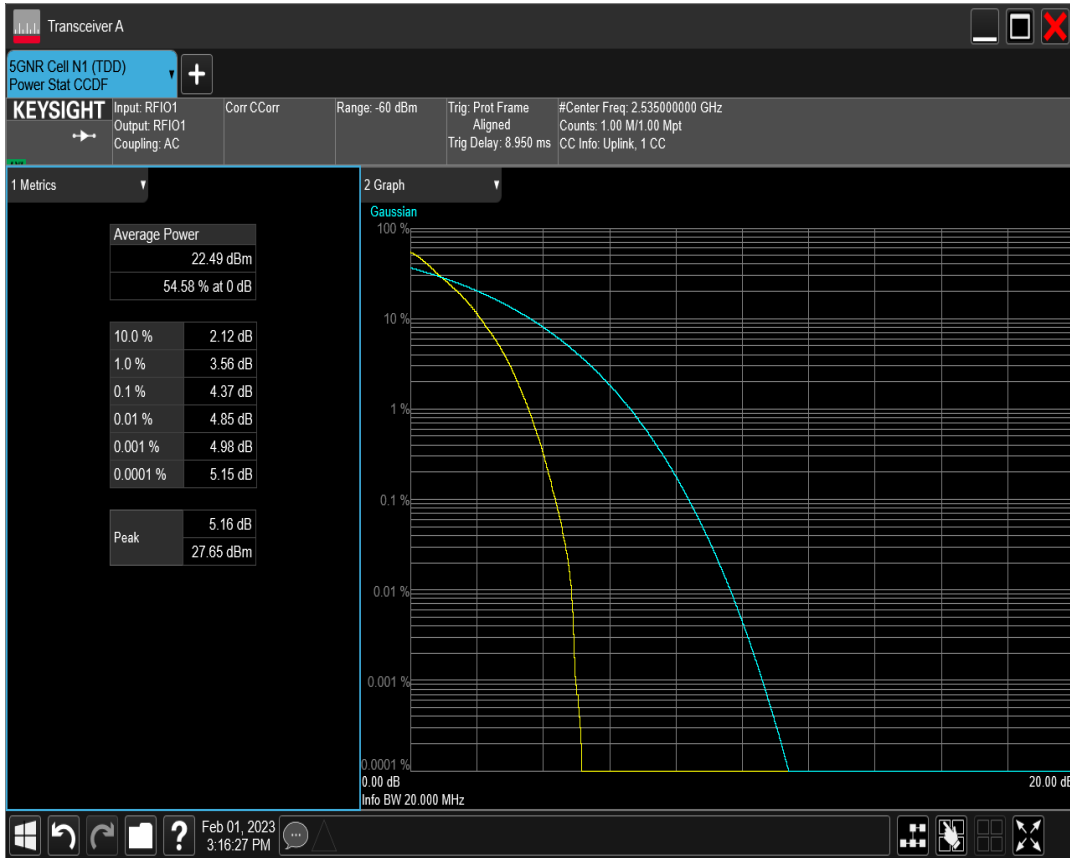 Transceiver A
5GNR Cell N1 (TDD)
Power Stat CCDF
KEYSIGHT
Input: RFIO1
Output: RFIO1
Coupling: AC
Corr CCorr
Range: -60 dBm
Trig: Prot Frame
Aligned
Trig Delay: 8.950 ms
#Center Freq: 2.535000000 GHz
Counts: 1.00 M/1.00 Mpt
CC Info: Uplink, 1 CC
1 Metrics
Average Power
22.49 dBm
54.58 % at 0 dB
10.0 % 2.12 dB
1.0 % 3.56 dB
0.1 % 4.37 dB
0.01 % 4.85 dB
0.001 % 4.98 dB
0.0001 % 5.15 dB
Peak
5.16 dB
27.65 dBm
2 Graph
Gaussian
100 %
10 %
1 %
0.1 %
0.01 %
0.001 %
0.0001 %
0.00 dB
20.00 dB
Info BW 20.000 MHz
Feb 01, 2023
3:16:27 PM